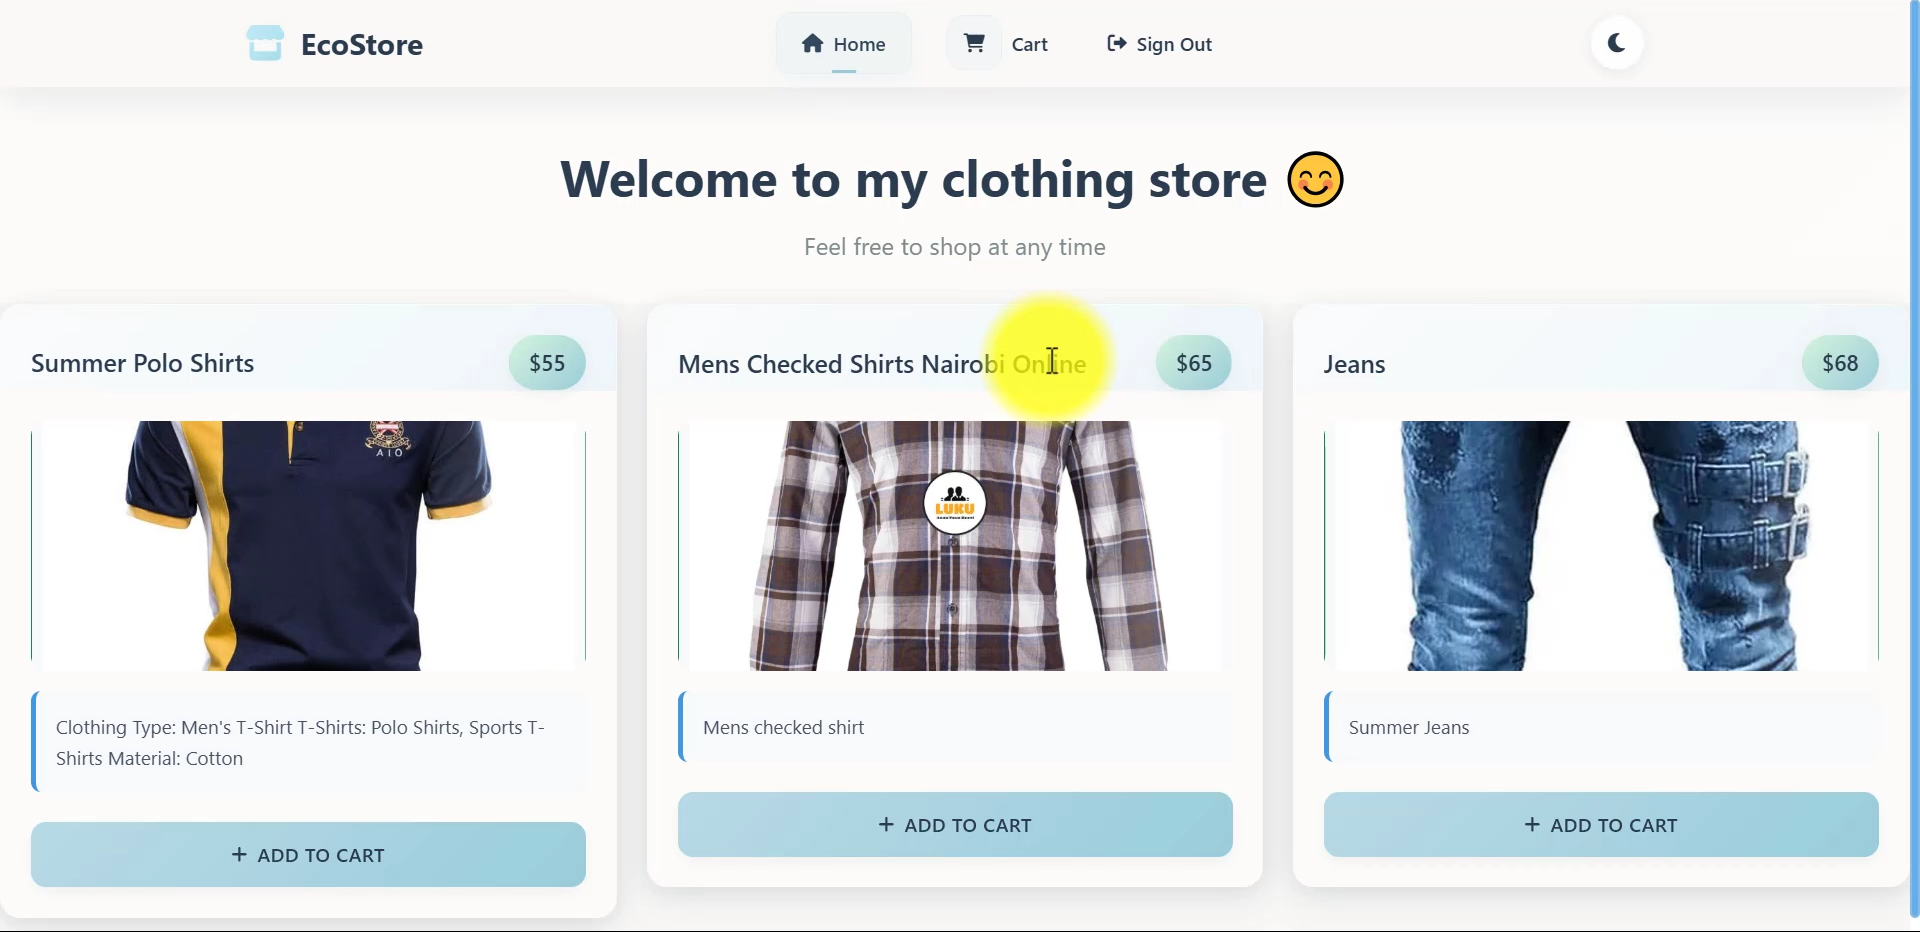 EcoStore
Home
Cart
Sign Out
Welcome to my clothing store 😊
Feel free to shop at any time
Summer Polo Shirts
$55
AIO
Clothing Type: Men's T-Shirt T-Shirts: Polo Shirts, Sports T-
Shirts Material: Cotton
+ ADD TO CART
Mens Checked Shirts Nairobi Online
$65
LUKU
Mens checked shirt
+ ADD TO CART
Jeans
$68
Summer Jeans
+ ADD TO CART